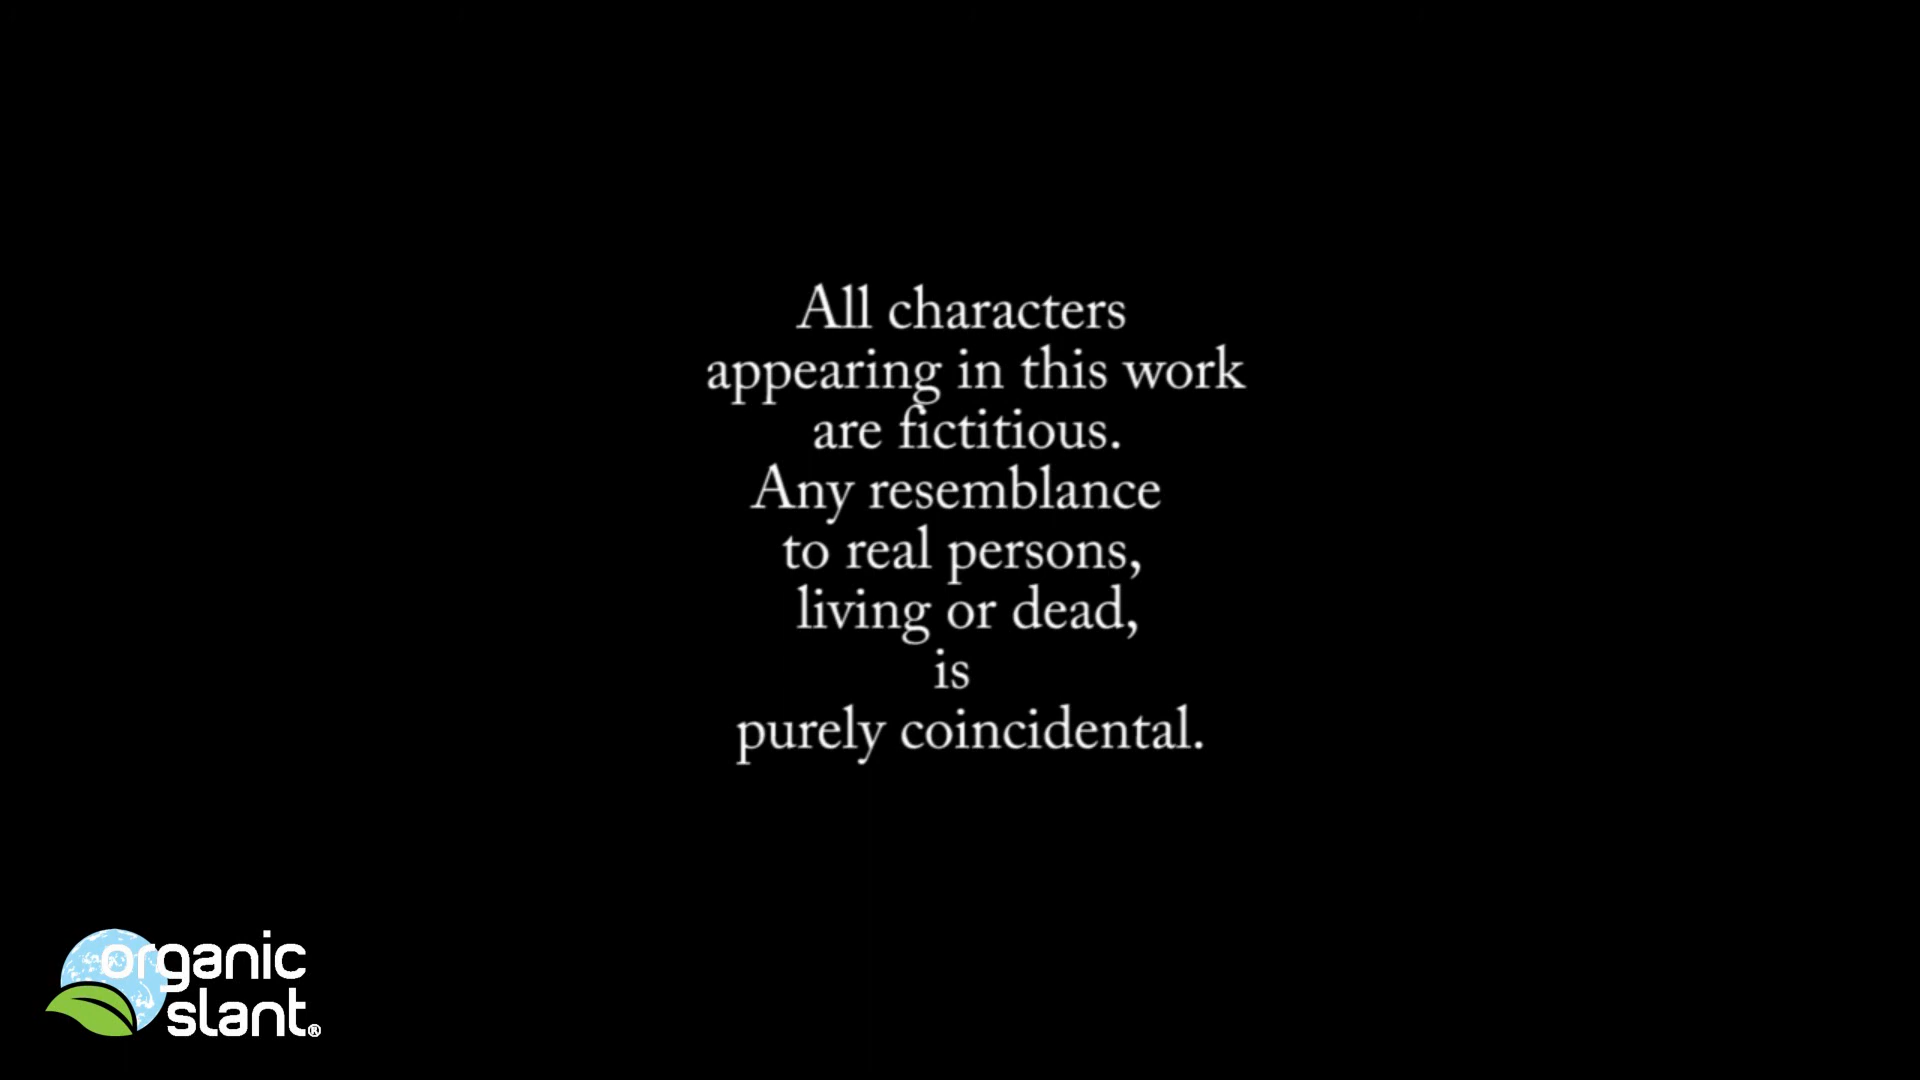 All characters
appearing in this work
are fictitious.
Any resemblance
to real persons,
living or dead,
is
purely coincidental.
organic
slant®